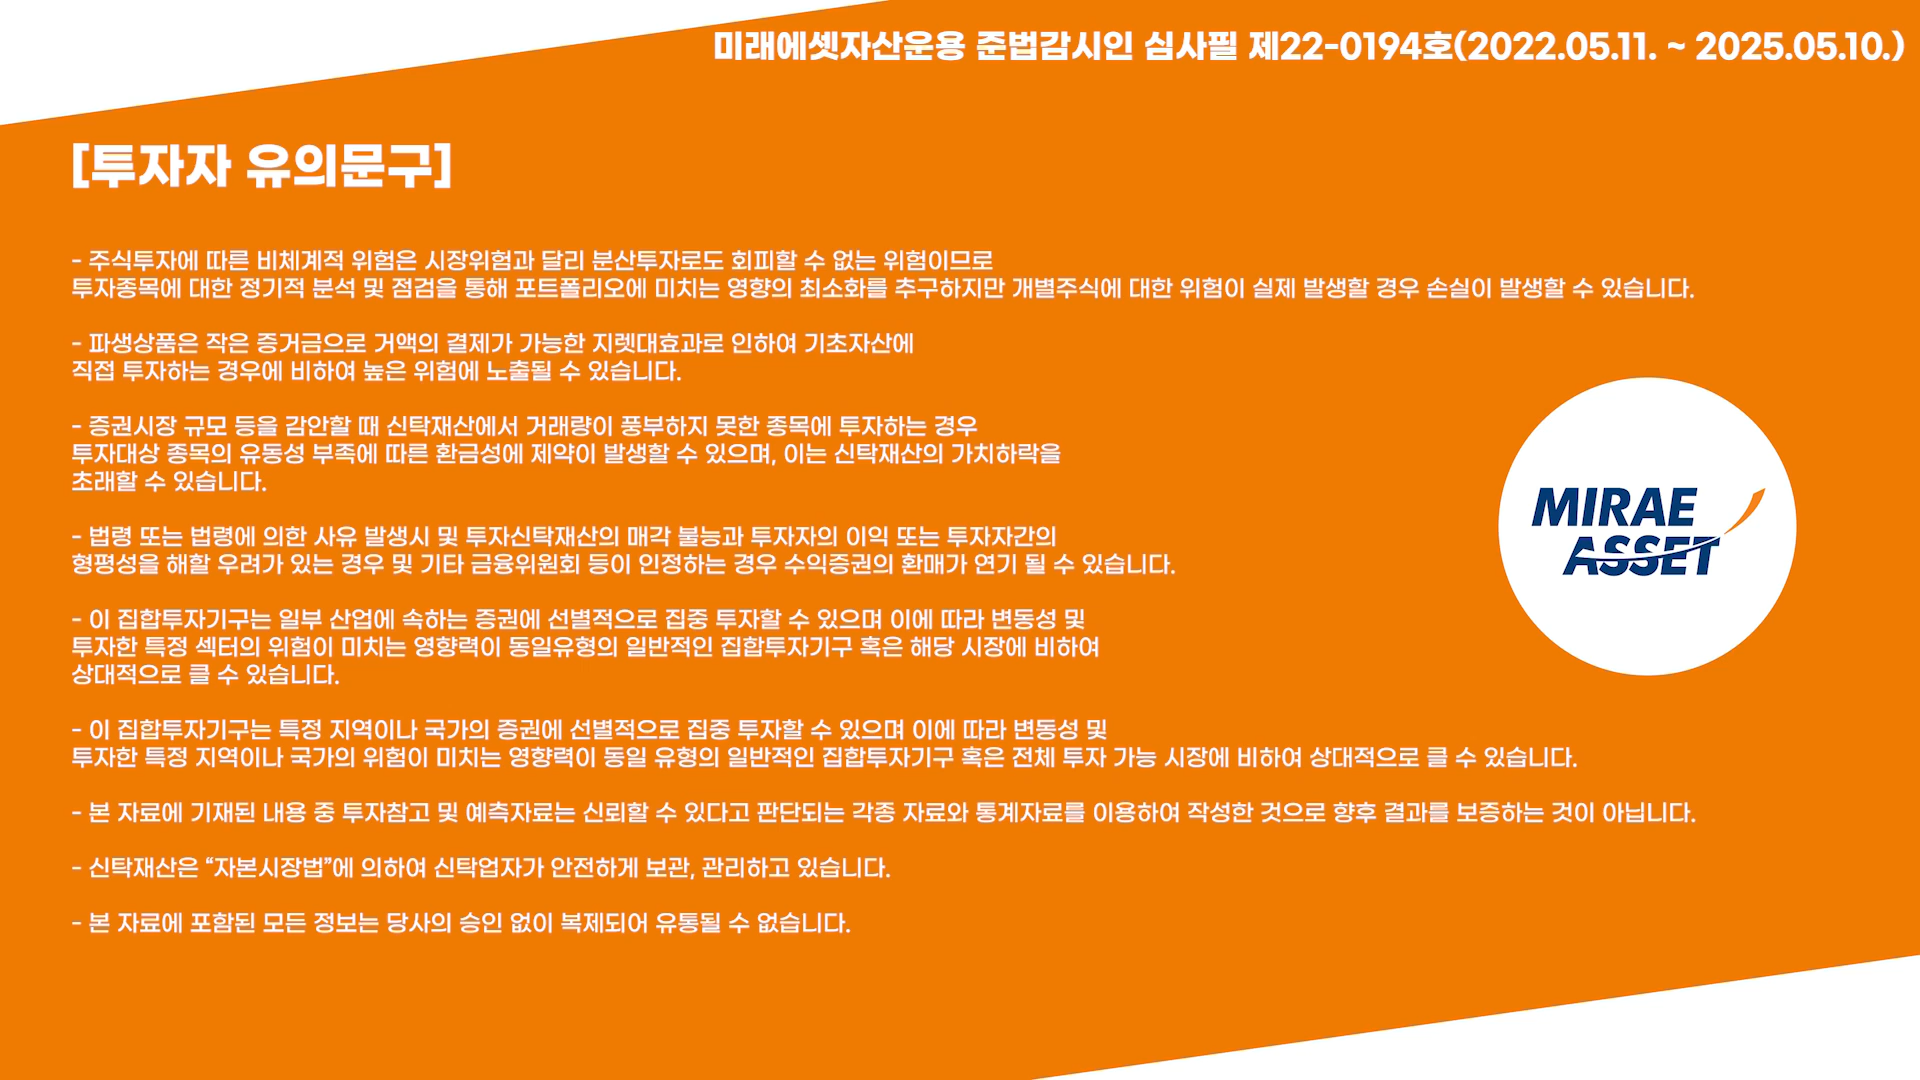 미래에셋자산운용 준법감시인 심사필 제22-0194호(2022.05.11. ~ 2025.05.10.)
[투자자 유의문구]
- 주식투자에 따른 비체계적 위험은 시장위험과 달리 분산투자로도 회피할 수 없는 위험이므로
투자종목에 대한 정기적 분석 및 점검을 통해 포트폴리오에 미치는 영향의 최소화를 추구하지만 개별주식에 대한 위험이 실제 발생할 경우 손실이 발생할 수 있습니다.
- 파생상품은 작은 증거금으로 거액의 결제가 가능한 지렛대효과로 인하여 기초자산에
직접 투자하는 경우에 비하여 높은 위험에 노출될 수 있습니다.
- 증권시장 규모 등을 감안할 때 신탁재산에서 거래량이 풍부하지 못한 종목에 투자하는 경우
투자대상 종목의 유동성 부족에 따른 환금성에 제약이 발생할 수 있으며, 이는 신탁재산의 가치하락을
초래할 수 있습니다.
- 법령 또는 법령에 의한 사유 발생시 및 투자신탁재산의 매각 불능과 투자자의 이익 또는 투자자간의
형평성을 해할 우려가 있는 경우 및 기타 금융위원회 등이 인정하는 경우 수익증권의 환매가 연기 될 수 있습니다.
- 이 집합투자기구는 일부 산업에 속하는 증권에 선별적으로 집중 투자할 수 있으며 이에 따라 변동성 및
투자한 특정 섹터의 위험이 미치는 영향력이 동일유형의 일반적인 집합투자기구 혹은 해당 시장에 비하여
상대적으로 클 수 있습니다.
- 이 집합투자기구는 특정 지역이나 국가의 증권에 선별적으로 집중 투자할 수 있으며 이에 따라 변동성 및
투자한 특정 지역이나 국가의 위험이 미치는 영향력이 동일 유형의 일반적인 집합투자기구 혹은 전체 투자 가능 시장에 비하여 상대적으로 클 수 있습니다.
- 본 자료에 기재된 내용 중 투자참고 및 예측자료는 신뢰할 수 있다고 판단되는 각종 자료와 통계자료를 이용하여 작성한 것으로 향후 결과를 보증하는 것이 아닙니다.
- 신탁재산은 “자본시장법”에 의하여 신탁업자가 안전하게 보관, 관리하고 있습니다.
- 본 자료에 포함된 모든 정보는 당사의 승인 없이 복제되어 유통될 수 없습니다.
MIRAE
ASSET